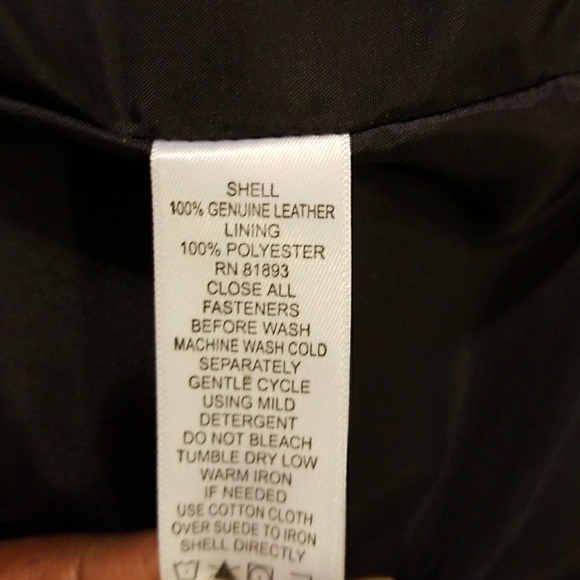 SHELL
100% GENUINE LEATHER
LINING
100% POLYESTER
RN 81893
CLOSE ALL
FASTENERS
BEFORE WASH
MACHINE WASH COLD
SEPARATELY
GENTLE CYCLE
USING MILD
DETERGENT
DO NOT BLEACH
TUMBLE DRY LOW
WARM IRON
IF NEEDED
USE COTTON CLOTH
OVER SUEDE TO IRON
SHELL DIRECTLY